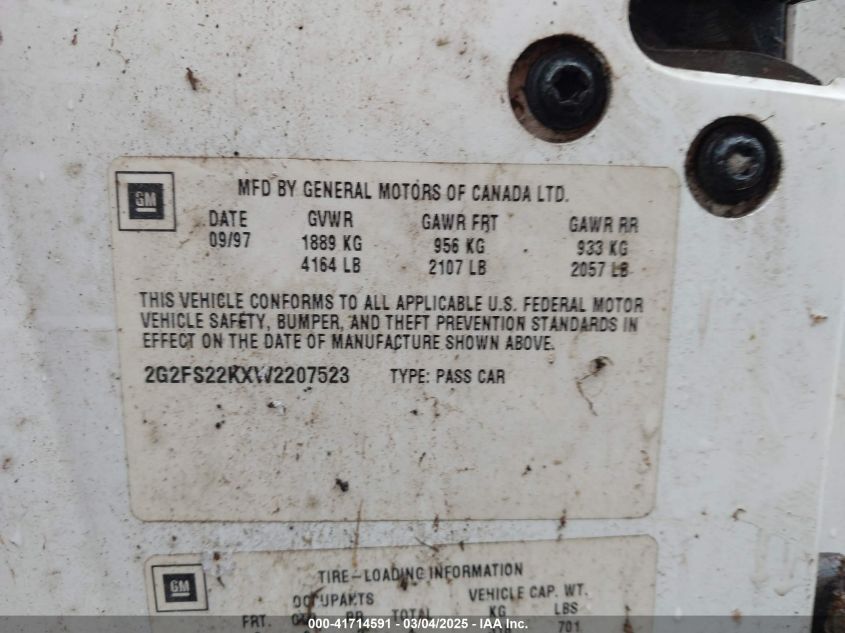 GM
MFD BY GENERAL MOTORS OF CANADA LTD.
DATE GVWR GAWR FRT GAWR RR
09/97 1889 KG 956 KG 933 KG
4164 LB 2107 LB 2057 LB
THIS VEHICLE CONFORMS TO ALL APPLICABLE U.S. FEDERAL MOTOR
VEHICLE SAFETY, BUMPER, AND THEFT PREVENTION STANDARDS IN
EFFECT ON THE DATE OF MANUFACTURE SHOWN ABOVE.
2G2FS22KXW2207523 TYPE: PASS CAR
GM
TIRE-LOADING INFORMATION
OCCUPANTS VEHICLE CAP. WT.
FRT. RR TOTAL KG LBS
701
000-41714591 - 03/04/2025 - © IAA, Inc.